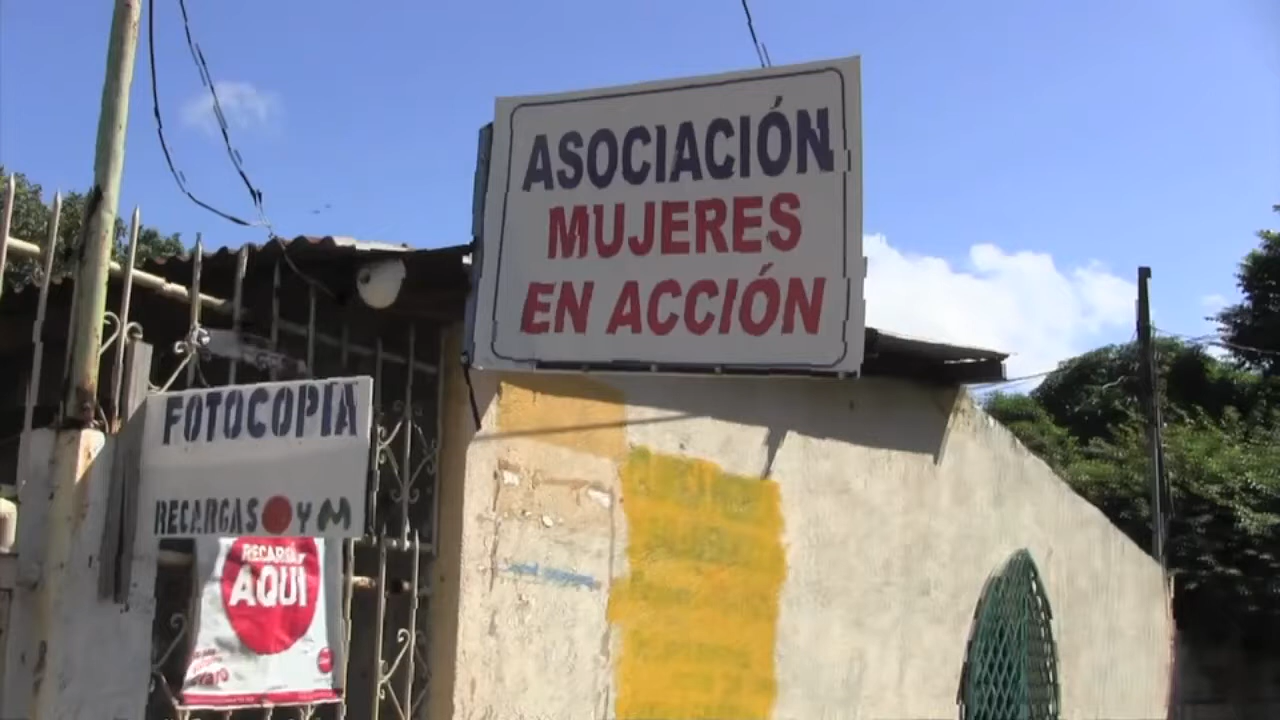 ASOCIACIÓN
MUJERES
EN ACCIÓN
FOTOCOPIA
RECARGAS Y M
RECARGA
AQUI